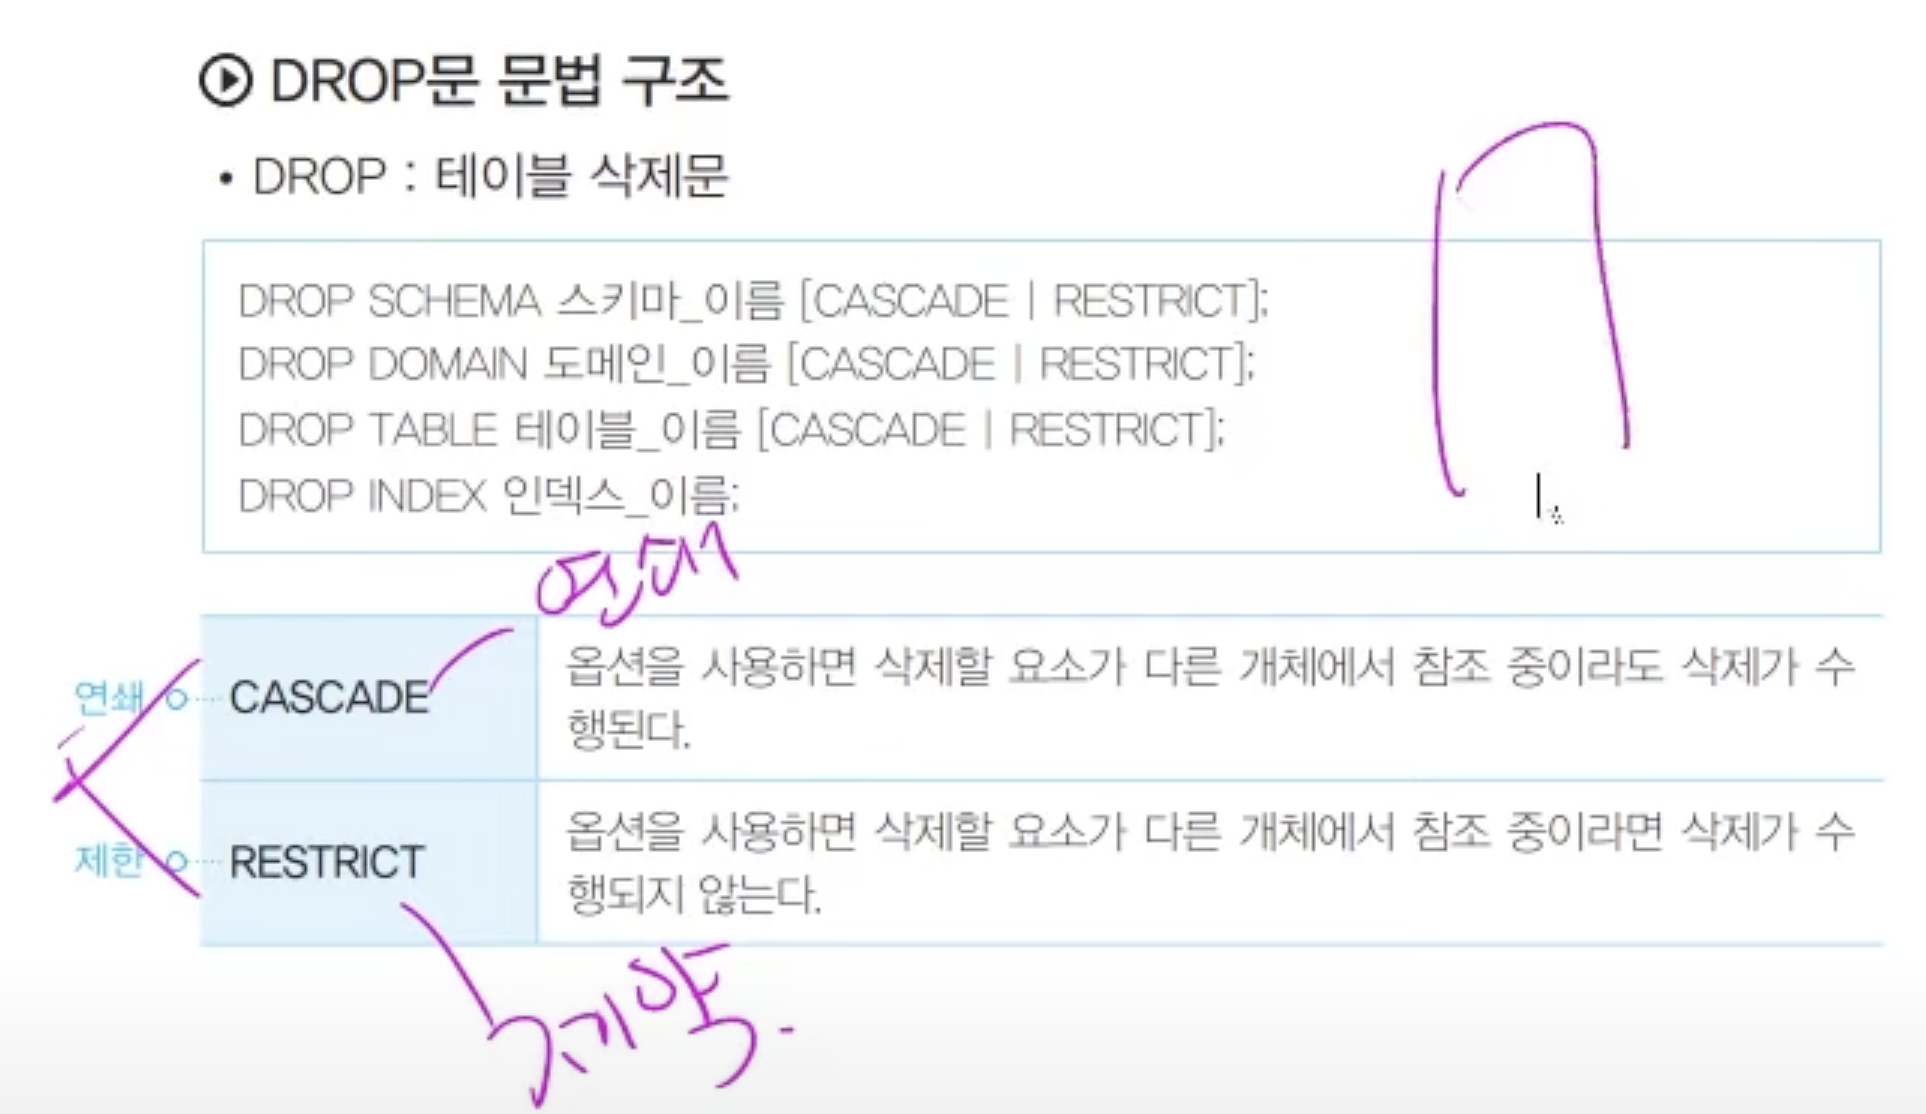 DROP문 문법 구조
• DROP : 테이블 삭제문
DROP SCHEMA 스키마_이름 [CASCADE | RESTRICT];
DROP DOMAIN 도메인_이름 [CASCADE | RESTRICT];
DROP TABLE 테이블_이름 [CASCADE | RESTRICT];
DROP INDEX 인덱스_이름;
연쇄 CASCADE
옵션을 사용하면 삭제할 요소가 다른 개체에서 참조 중이라도 삭제가 수
행된다.
제한 RESTRICT
옵션을 사용하면 삭제할 요소가 다른 개체에서 참조 중이라면 삭제가 수
행되지 않는다.
제약.